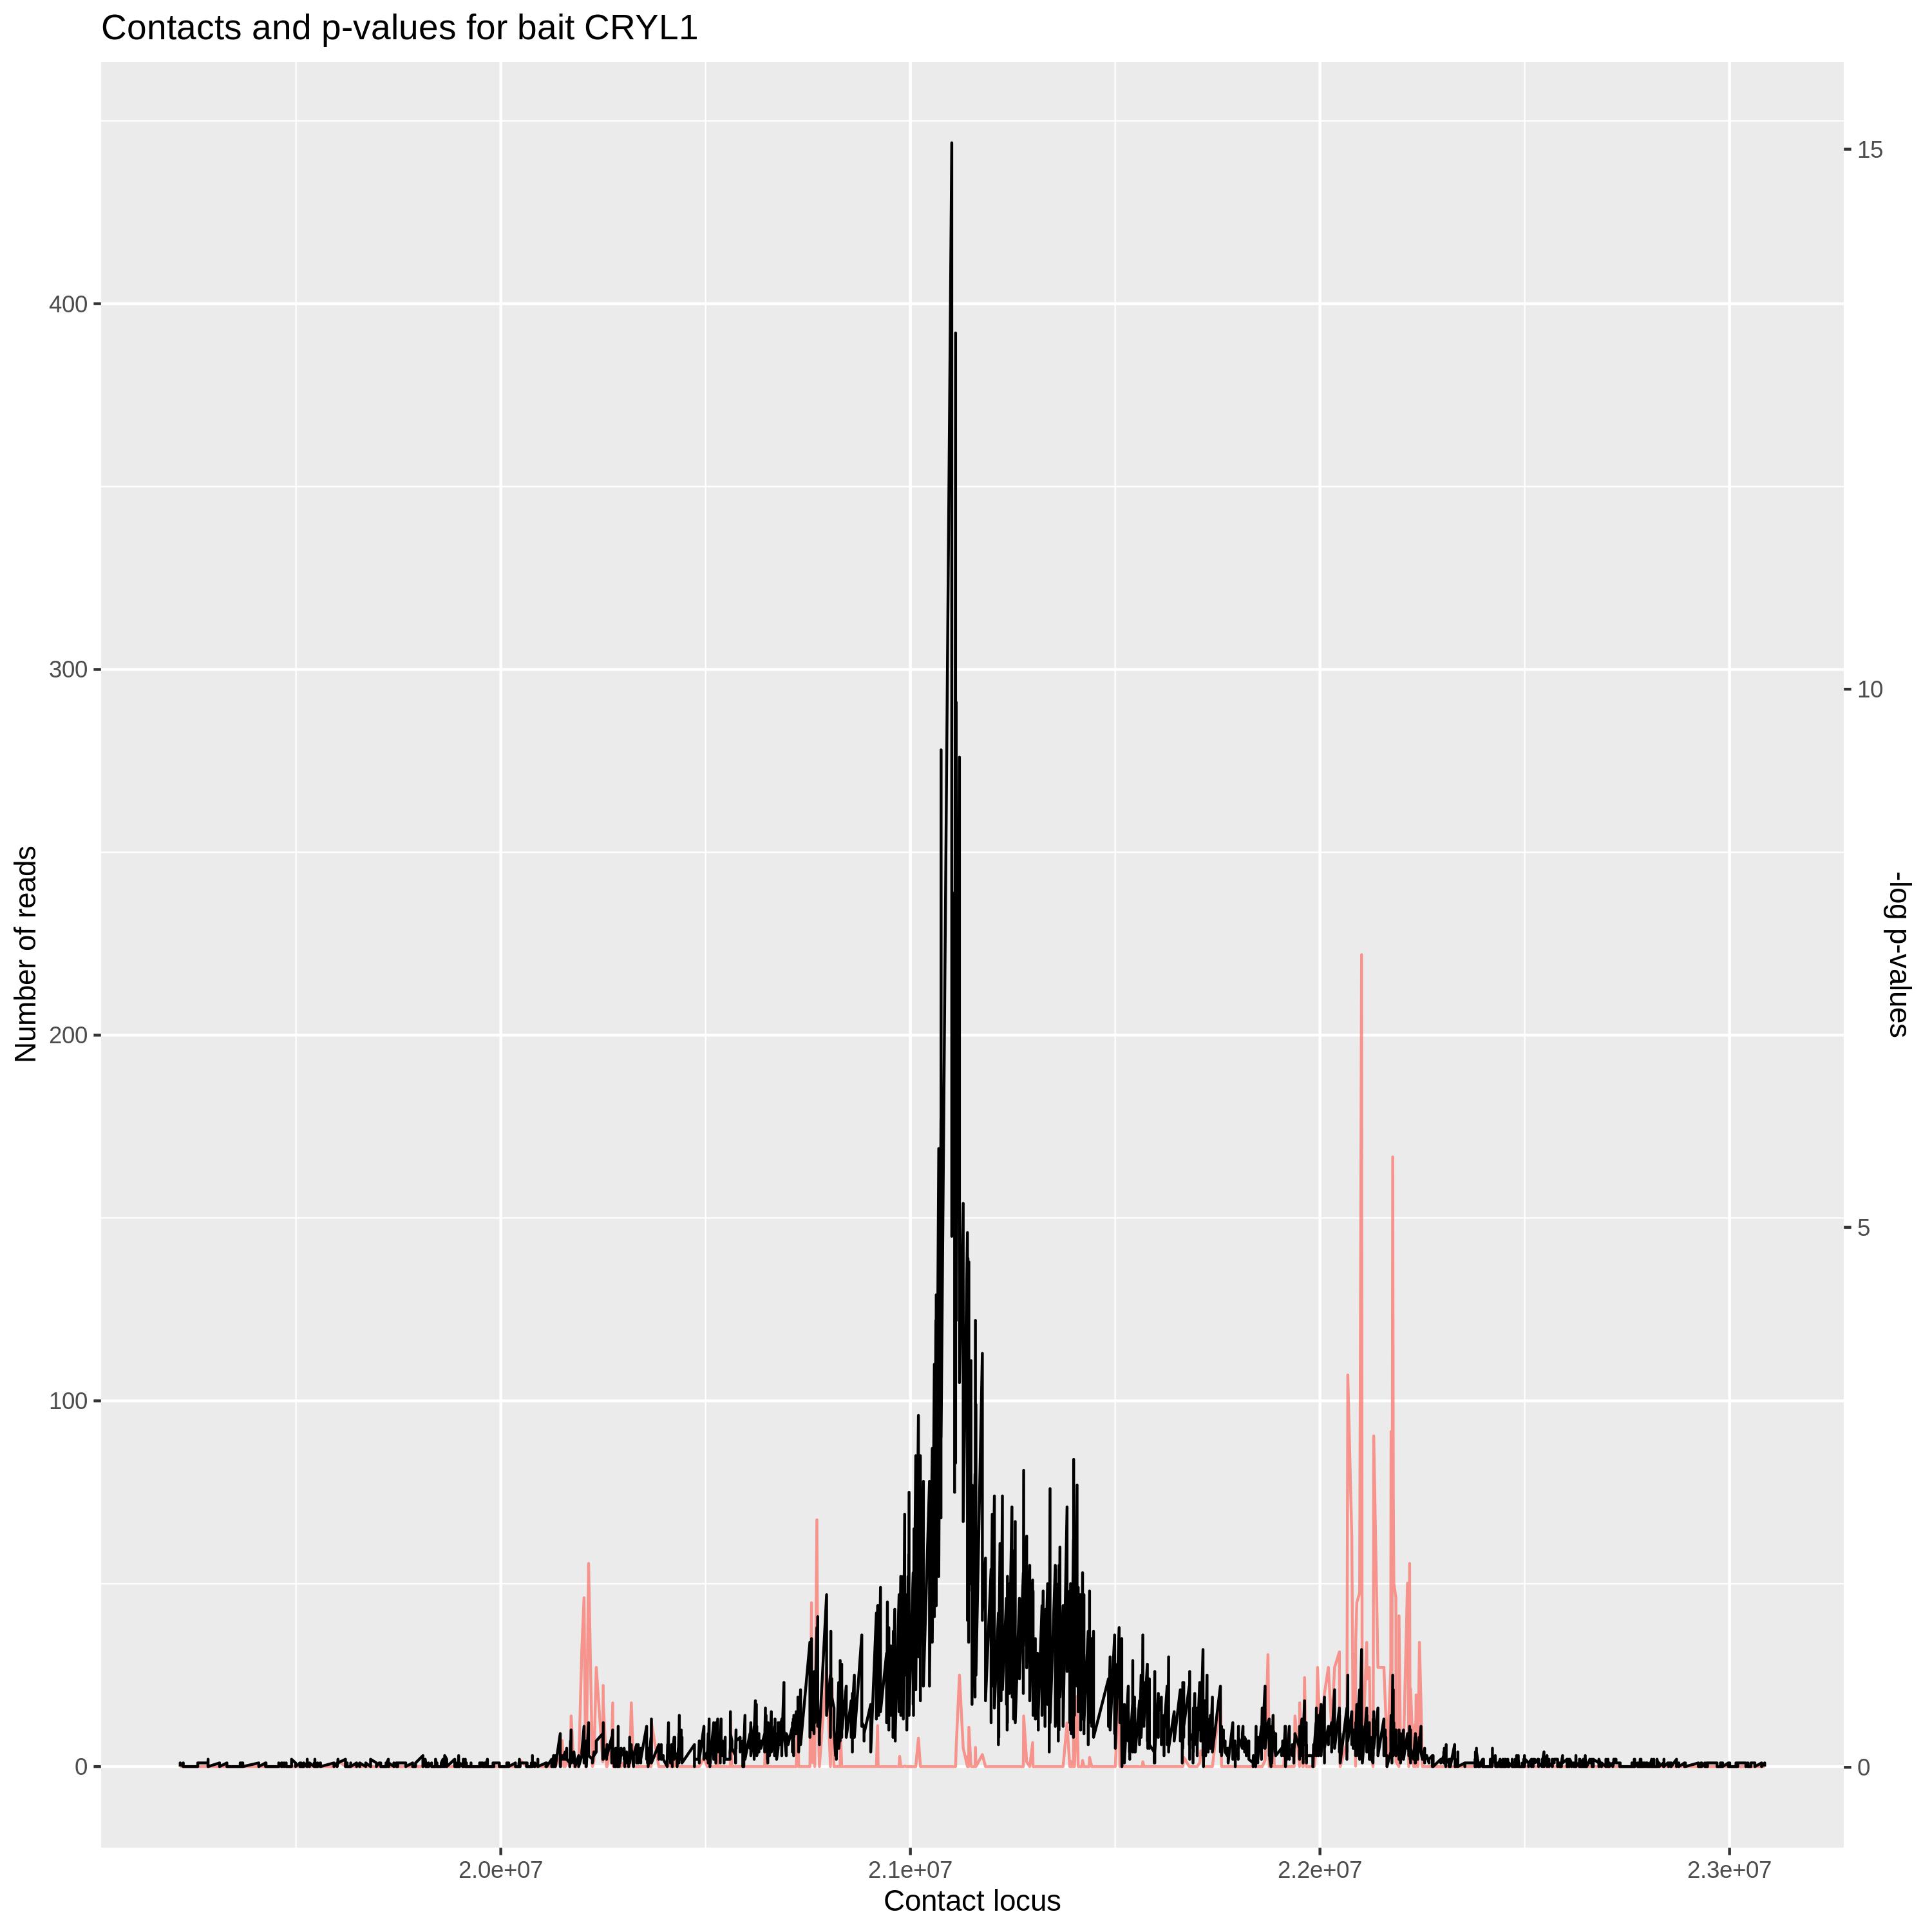 Contacts and p-values for bait CRYL1
Number of reads
400
300
200
100
0
15
10
5
0
-log p-values
2.0e+07
2.1e+07
2.2e+07
2.3e+07
Contact locus